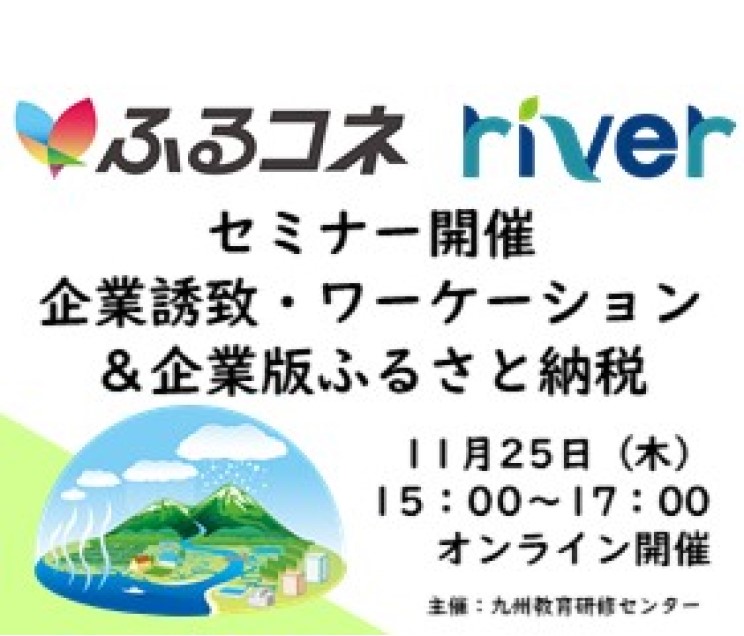 ふるコネ river
セミナー開催
企業誘致・ワーケーション
＆企業版ふるさと納税
11月25日（木）
15：00～17：00
オンライン開催
主催：九州教育研修センター